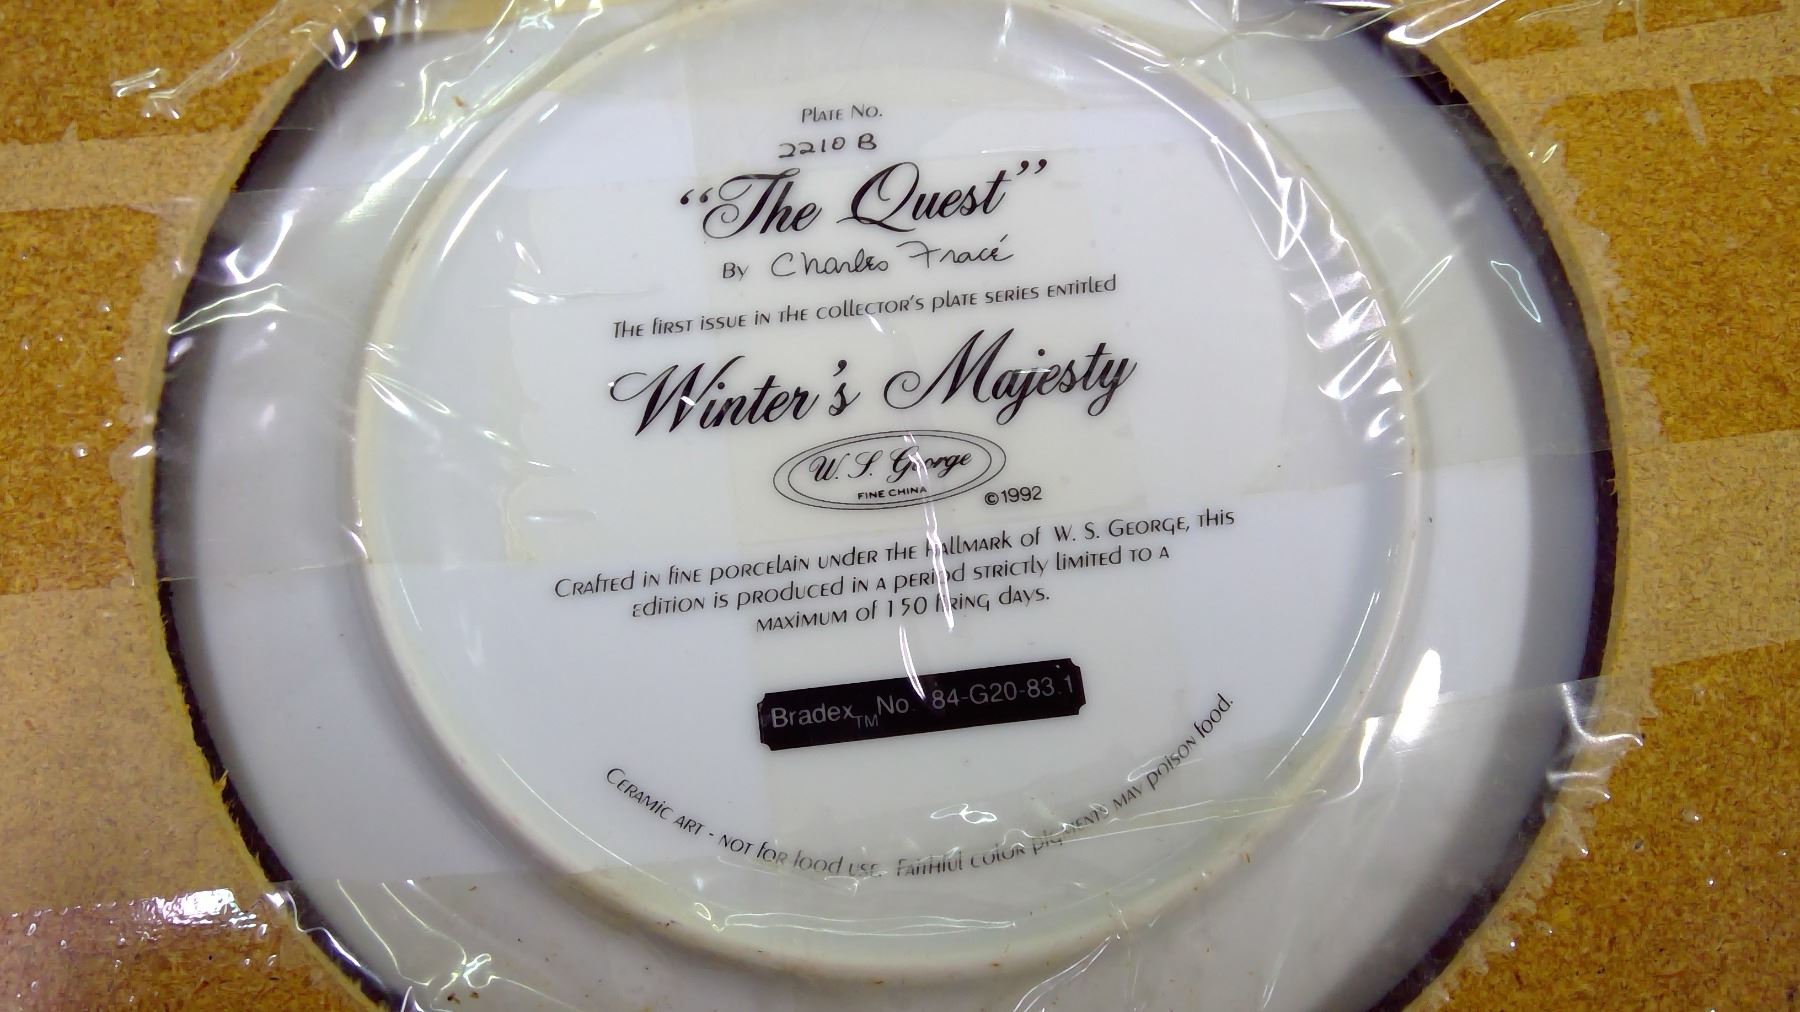 Plate No.
2210 B
“The Quest”
By Charles Fracé
The first issue in the collector's plate series entitled
Winter's Majesty
W. S. George
FINE CHINA
©1992
Crafted in fine porcelain under the hallmark of W. S. George, this
edition is produced in a period strictly limited to a
maximum of 150 firing days.
Bradex TM No. 84-G20-83.1
Ceramic art - not for food use. Faithful color pigments may poison food.